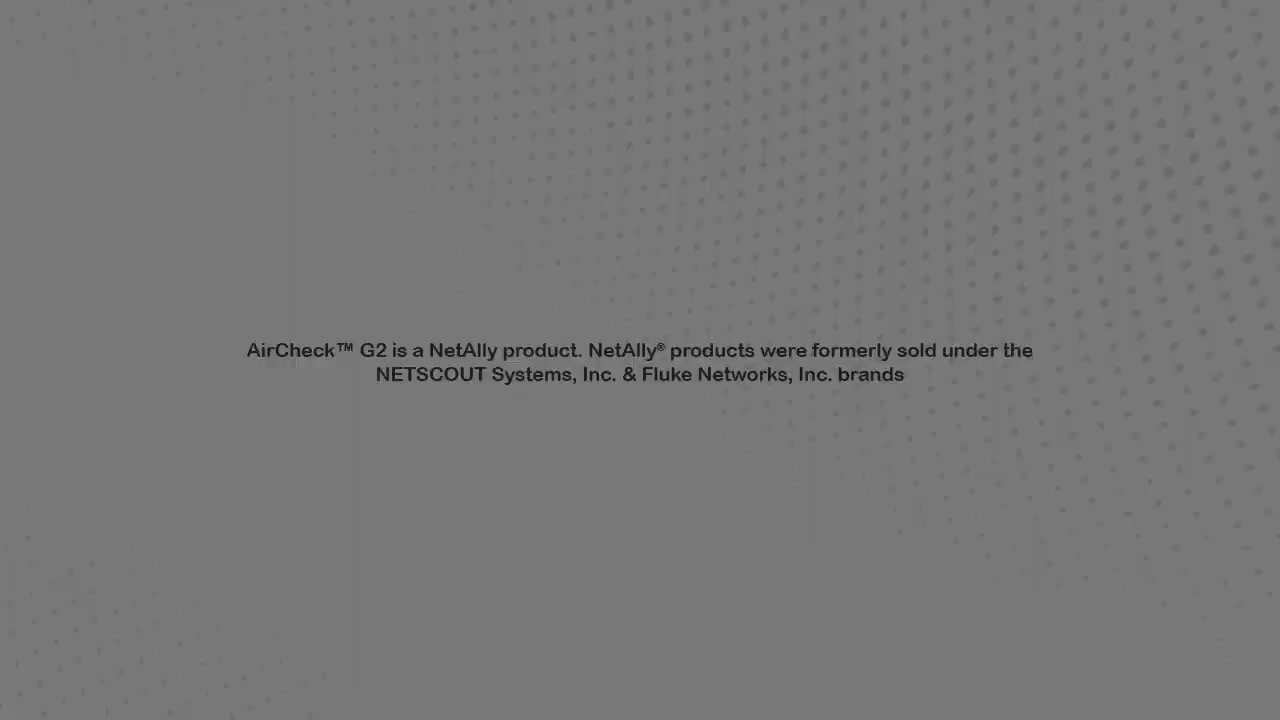 AirCheck™ G2 is a NetAlly product. NetAlly® products were formerly sold under the
NETSCOUT Systems, Inc. & Fluke Networks, Inc. brands